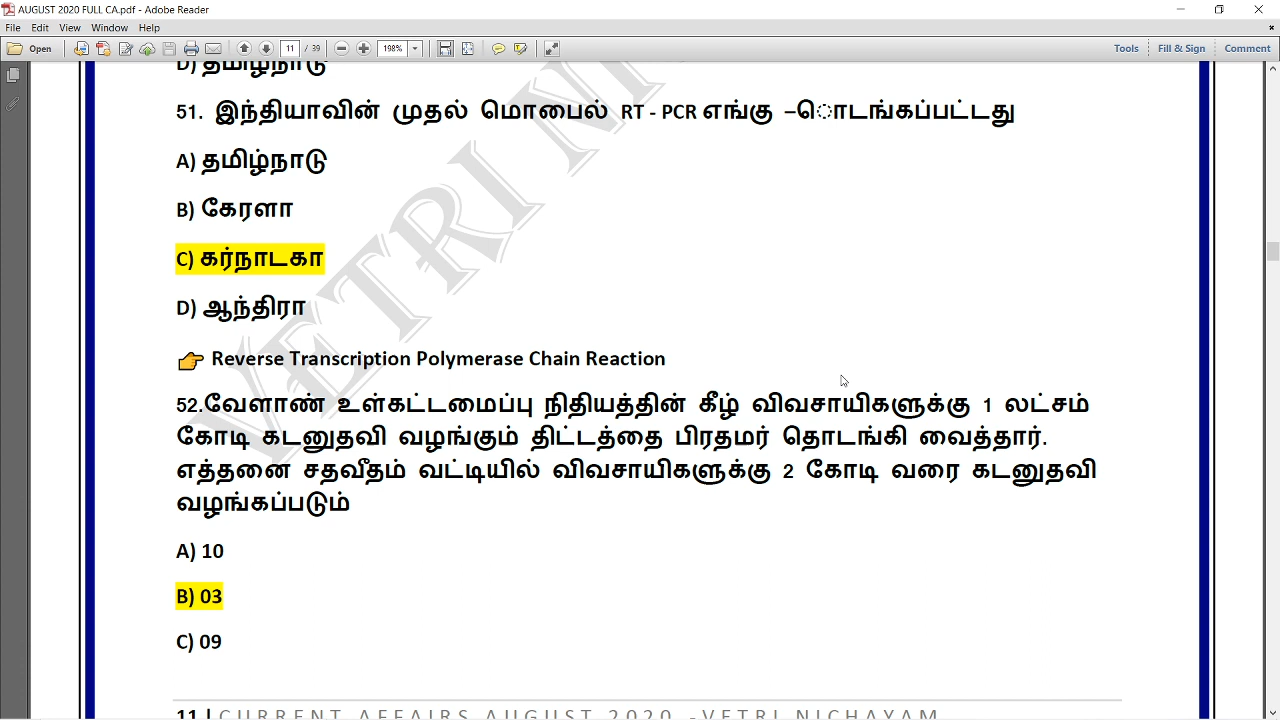 AUGUST 2020 FULL CA.pdf - Adobe Reader
File Edit View Window Help
Open 11 / 39 198% Tools Fill & Sign Comment
D) தமிழ்நாடு
51. இந்தியாவின் முதல் மொபைல் RT - PCR எங்கு –ொடங்கப்பட்டது
A) தமிழ்நாடு
B) கேரளா
C) கர்நாடகா
D) ஆந்திரா
👉 Reverse Transcription Polymerase Chain Reaction
52.வேளாண் உள்கட்டமைப்பு நிதியத்தின் கீழ் விவசாயிகளுக்கு 1 லட்சம்
கோடி கடனுதவி வழங்கும் திட்டத்தை பிரதமர் தொடங்கி வைத்தார்.
எத்தனை சதவீதம் வட்டியில் விவசாயிகளுக்கு 2 கோடி வரை கடனுதவி
வழங்கப்படும்
A) 10
B) 03
C) 09
11 | CURRENT AFFAIRS AUGUST 2020 -VETRI NICHAYAM
VETRI NI